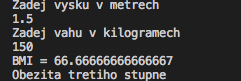 Zadej vysku v metrech
1.5
Zadej vahu v kilogramech
150
BMI = 66.66666666666667
Obezita tretiho stupne